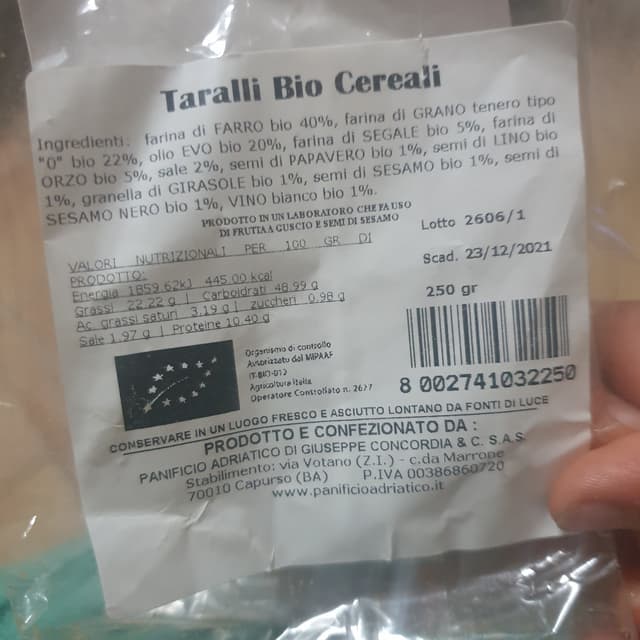 Taralli Bio Cereali
Ingredienti: farina di FARRO bio 40%, farina di GRANO tenero tipo
"0" bio 22%, olio EVO bio 20%, farina di SEGALE bio 5%, farina di
ORZO bio 5%, sale 2%, semi di PAPAVERO bio 1%, semi di LINO bio
1%, granella di GIRASOLE bio 1%, semi di SESAMO bio 1%, semi di
SESAMO NERO bio 1%, VINO bianco bio 1%.
PRODOTTO IN UN LABORATORO CHE FA USO
DI FRUTTA A GUSCIO E SEMI DI SESAMO
VALORI NUTRIZIONALI PER 100 GR DI
PRODOTTO:
Energia 1859.62kJ 445.00 kcal
Grassi 22.22 g | Carboidrati 48.99 g
Ac. grassi saturi 3.19 g | zuccheri 0.98 g
Sale 1.97 g | Proteine 10.40 g
Lotto 2606/1
Scad. 23/12/2021
250 gr
Organismo di controllo
Autorizzato dal MIPAAF
IT-BIO-012
Agricoltura Italia
Operatore Controllato n. 2677
8 002741032250
CONSERVARE IN UN LUOGO FRESCO E ASCIUTTO LONTANO DA FONTI DI LUCE
PRODOTTO E CONFEZIONATO DA :
PANIFICIO ADRIATICO DI GIUSEPPE CONCORDIA & C. S.A.S.
Stabilimento: via Votano (Z.I.) - c.da Marrone
70010 Capurso (BA) P.IVA 00386860720
www.panificioadriatico.it